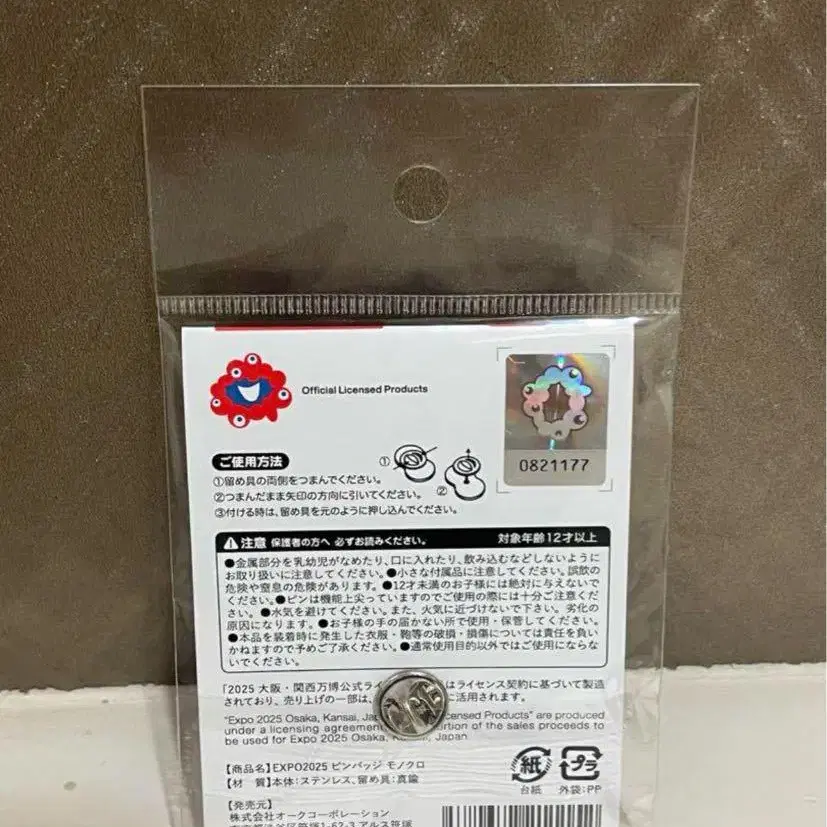 Official Licensed Products
0821177
ご使用方法
①留め具の両側をつまんでください。
②つまんだまま矢印の方向に引いてください。
③付ける時は、留め具を元のように押し込んでください。
① ②
注意 保護者の方へ 必ずお読みください。 対象年齢12才以上
●金属部分を乳幼児がなめたり、口に入れたり、飲み込むなどしないように
お取り扱いに注意してください。●小さな付属品に注意してください。誤飲の
危険や窒息の危険があります。●12才未満のお子様には絶対に与えないで
ください。●ピンは機能上尖っていますのでご使用の際には十分ご注意くださ
い。●水気を避けてください。また、火気に近づけないで下さい。劣化の
原因になります。●お子様の手の届かない所で使用・保管してください。
●本品を装着時に発生した衣服・鞄等の破損・損傷については責任を負い
かねますので予めご了承ください。●通常使用目的以外ではご使用にならな
いでください。
「2025 大阪・関西万博公式ライ はライセンス契約に基づいて製造
されており、売り上げの一部は、 に活用されます。
"Expo 2025 Osaka, Kansai, Licensed Products" are produced
under a licensing of the sales proceeds to
be used for Expo 2025 Osaka, Japan.
【商品名】EXPO2025 ピンバッジ モノクロ
【材 質】本体:ステンレス、留め具:真鍮
紙 プラ
台紙 外袋:PP
【発売元】
株式会社オークコーポレーション